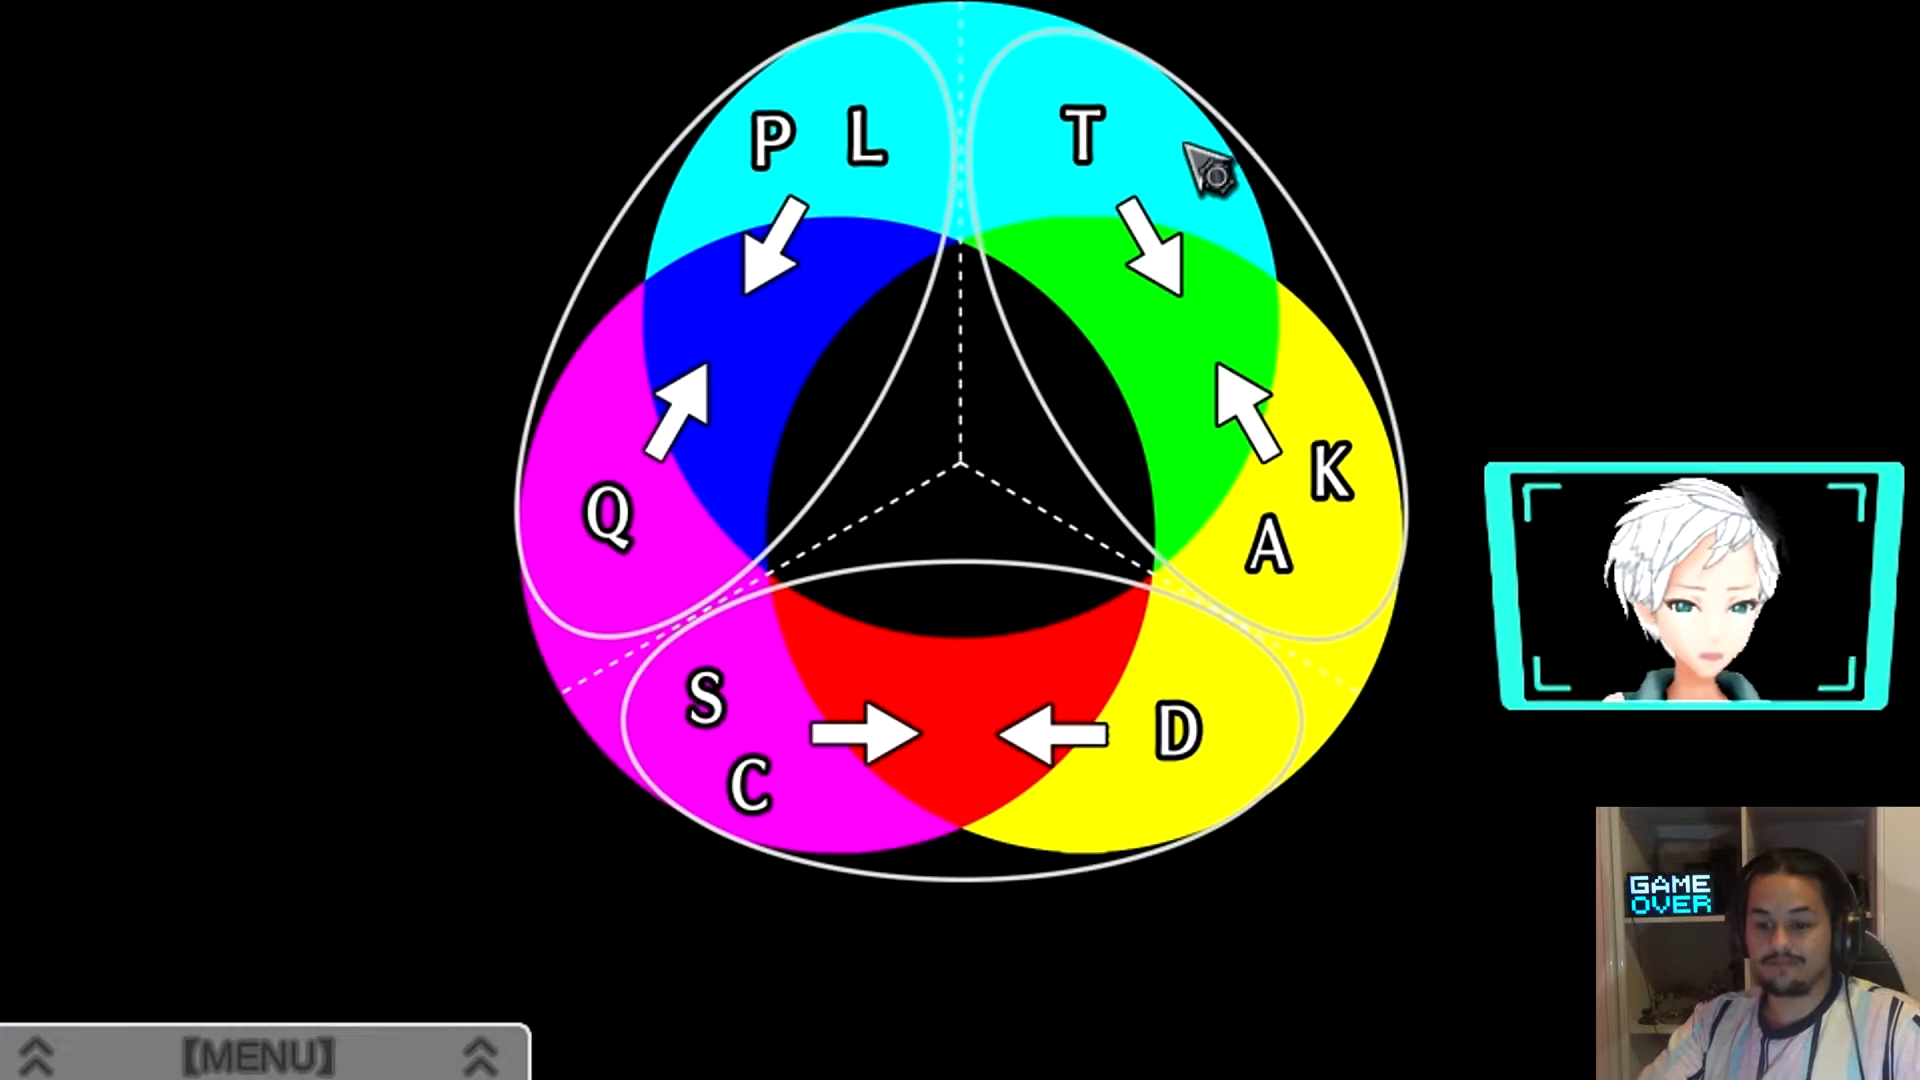 P L T
K
Q A
S D
C
GAME
OVER
【MENU】